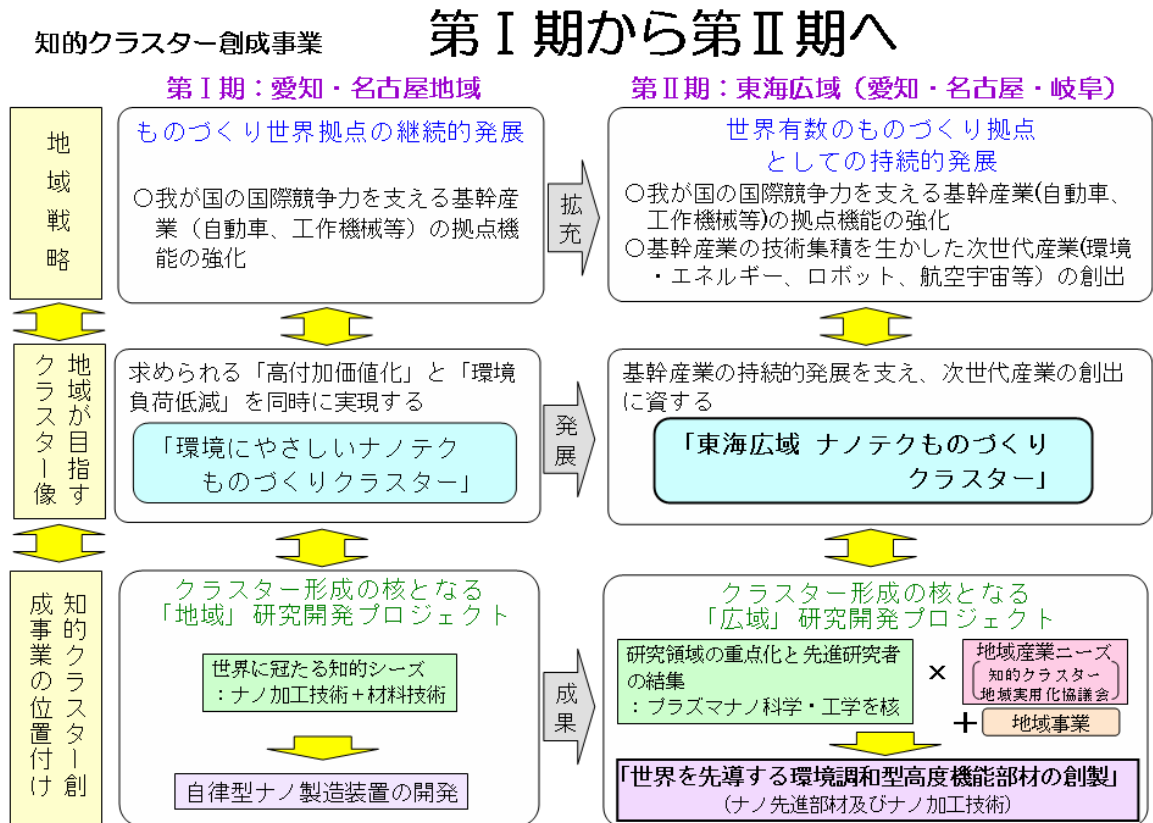 知的クラスター創成事業
第Ⅰ期から第Ⅱ期へ
第Ⅰ期：愛知・名古屋地域
第Ⅱ期：東海広域（愛知・名古屋・岐阜）
地域戦略
ものづくり世界拠点の継続的発展
○我が国の国際競争力を支える基幹産
業（自動車、工作機械等）の拠点機
能の強化
拡充
世界有数のものづくり拠点
としての持続的発展
○我が国の国際競争力を支える基幹産業(自動車、
工作機械等)の拠点機能の強化
○基幹産業の技術集積を生かした次世代産業(環境
・エネルギー、ロボット、航空宇宙等）の創出
地域が目指す
クラスター像
求められる「高付加価値化」と「環境
負荷低減」を同時に実現する
「環境にやさしいナノテク
ものづくりクラスター」
発展
基幹産業の持続的発展を支え、次世代産業の創出
に資する
「東海広域 ナノテクものづくり
クラスター」
知的クラスター創
成事業の位置付け
クラスター形成の核となる
「地域」研究開発プロジェクト
世界に冠たる知的シーズ
：ナノ加工技術＋材料技術
自律型ナノ製造装置の開発
成果
クラスター形成の核となる
「広域」研究開発プロジェクト
研究領域の重点化と先進研究者
の結集
：プラズマナノ科学・工学を核
×
地域産業ニーズ
（知的クラスター
地域実用化協議会）
＋
地域事業
「世界を先導する環境調和型高度機能部材の創製」
（ナノ先進部材及びナノ加工技術）